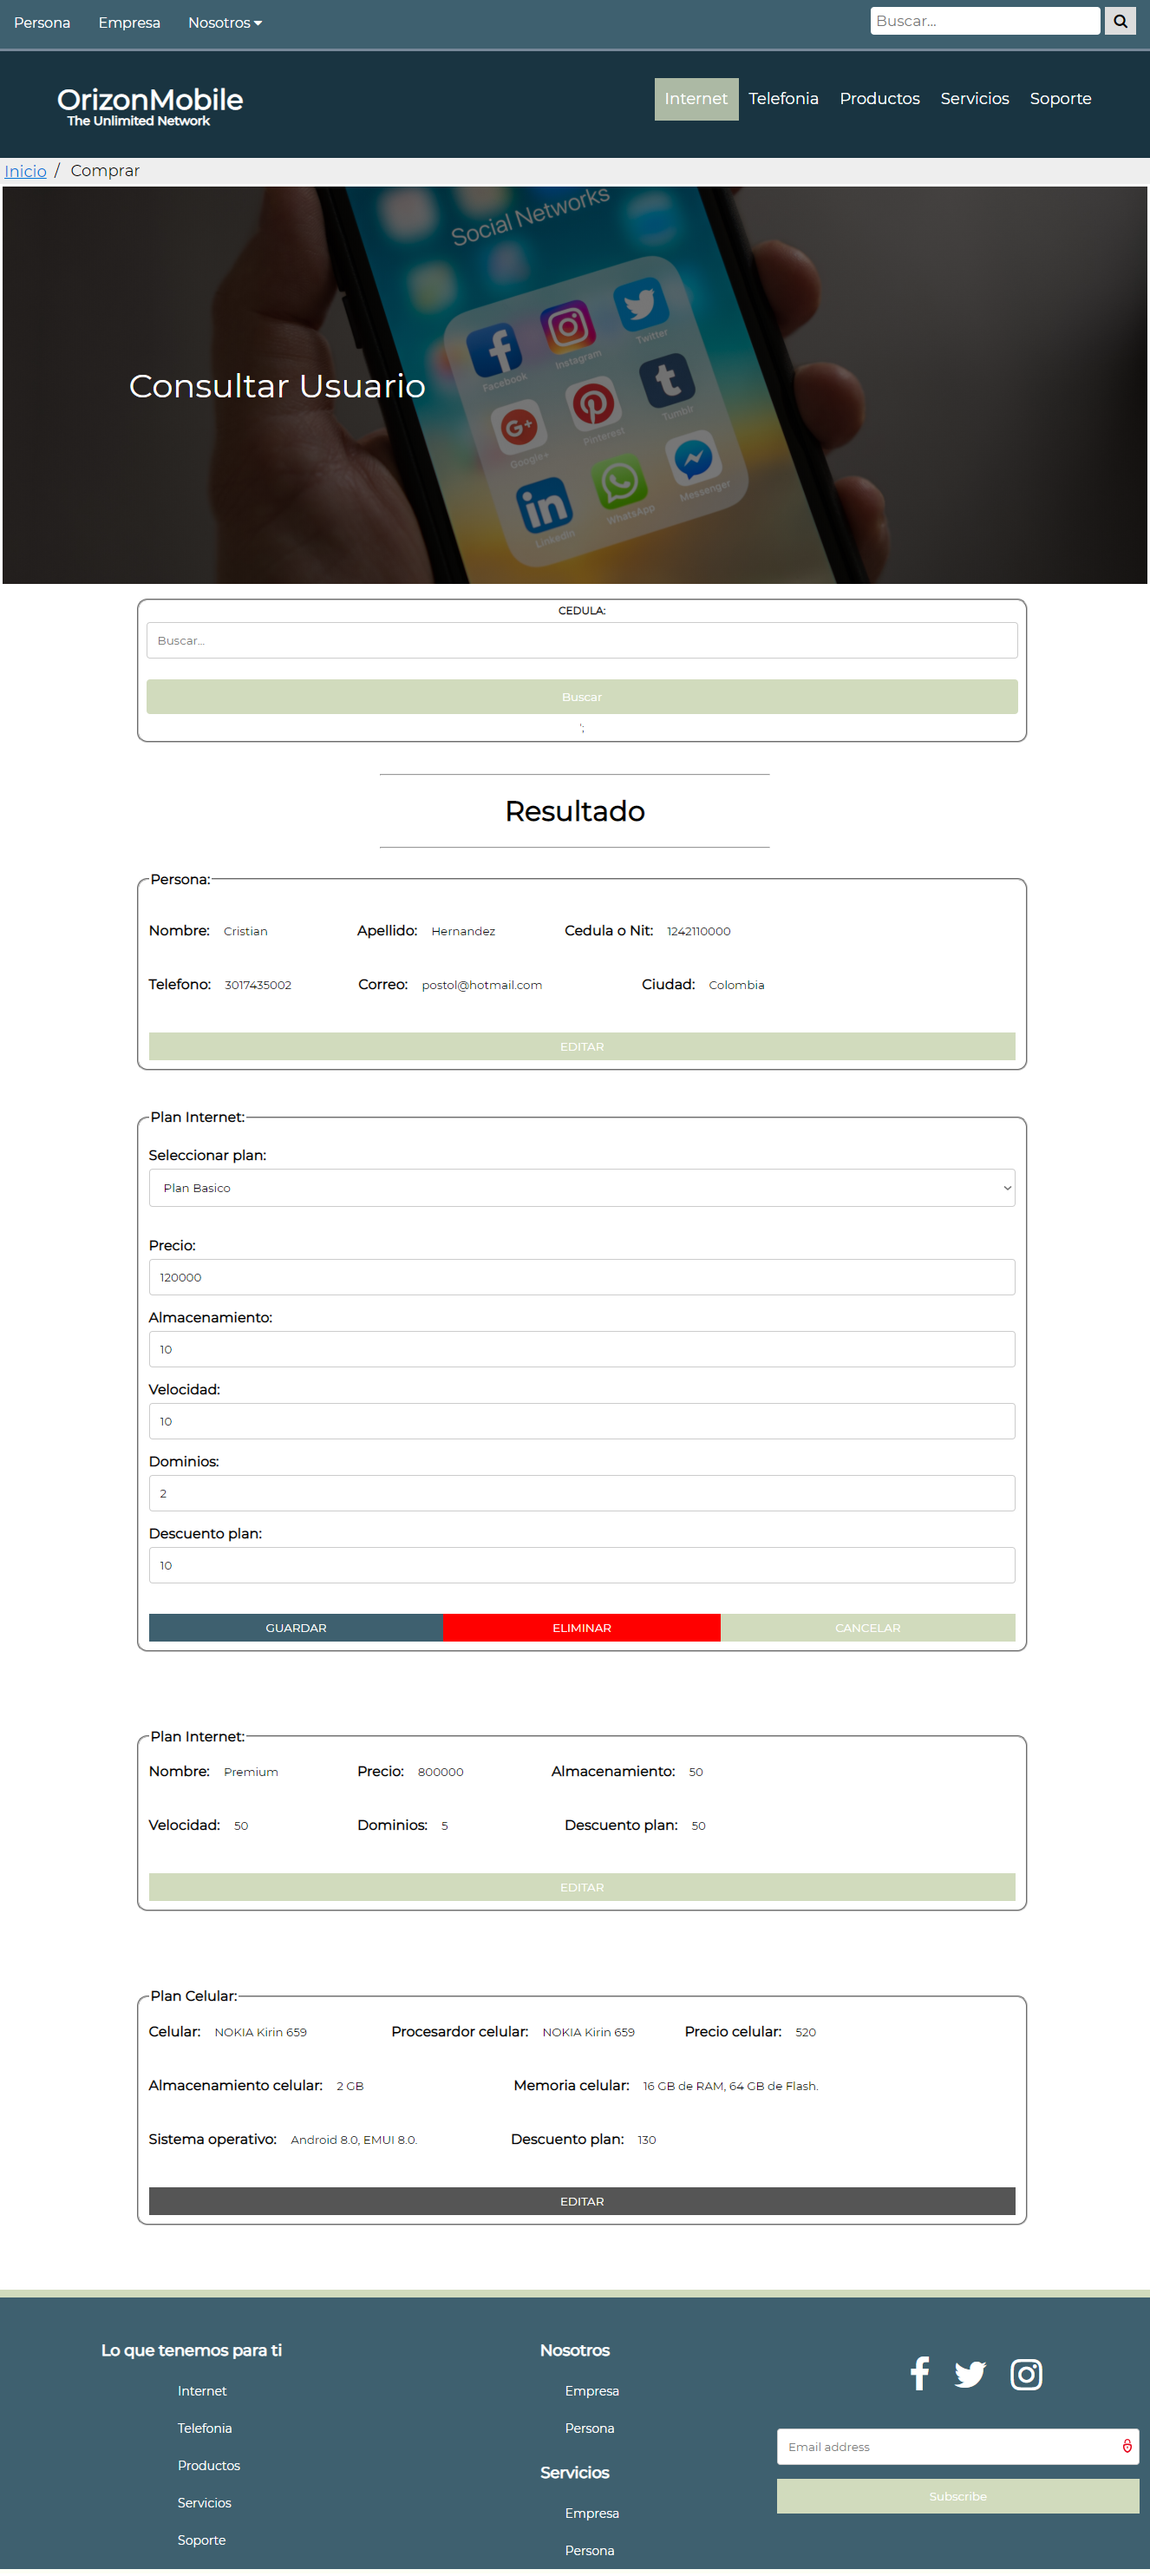 Persona Empresa Nosotros Buscar...
OrizonMobile
The Unlimited Network
Internet Telefonia Productos Servicios Soporte
Inicio / Comprar
Social Networks
Facebook Instagram Twitter
Google+ Pinterest Tumblr
LinkedIn WhatsApp Messenger
Consultar Usuario
CEDULA:
Buscar...
Buscar
';
Resultado
Persona:
Nombre: Cristian Apellido: Hernandez Cedula o Nit: 1242110000
Telefono: 3017435002 Correo: postol@hotmail.com Ciudad: Colombia
EDITAR
Plan Internet:
Seleccionar plan:
Plan Basico
Precio:
120000
Almacenamiento:
10
Velocidad:
10
Dominios:
2
Descuento plan:
10
GUARDAR ELIMINAR CANCELAR
Plan Internet:
Nombre: Premium Precio: 800000 Almacenamiento: 50
Velocidad: 50 Dominios: 5 Descuento plan: 50
EDITAR
Plan Celular:
Celular: NOKIA Kirin 659 Procesardor celular: NOKIA Kirin 659 Precio celular: 520
Almacenamiento celular: 2 GB Memoria celular: 16 GB de RAM, 64 GB de Flash.
Sistema operativo: Android 8.0, EMUI 8.0. Descuento plan: 130
EDITAR
Lo que tenemos para ti
Internet
Telefonia
Productos
Servicios
Soporte
Nosotros
Empresa
Persona
Servicios
Empresa
Persona
Email address
Subscribe